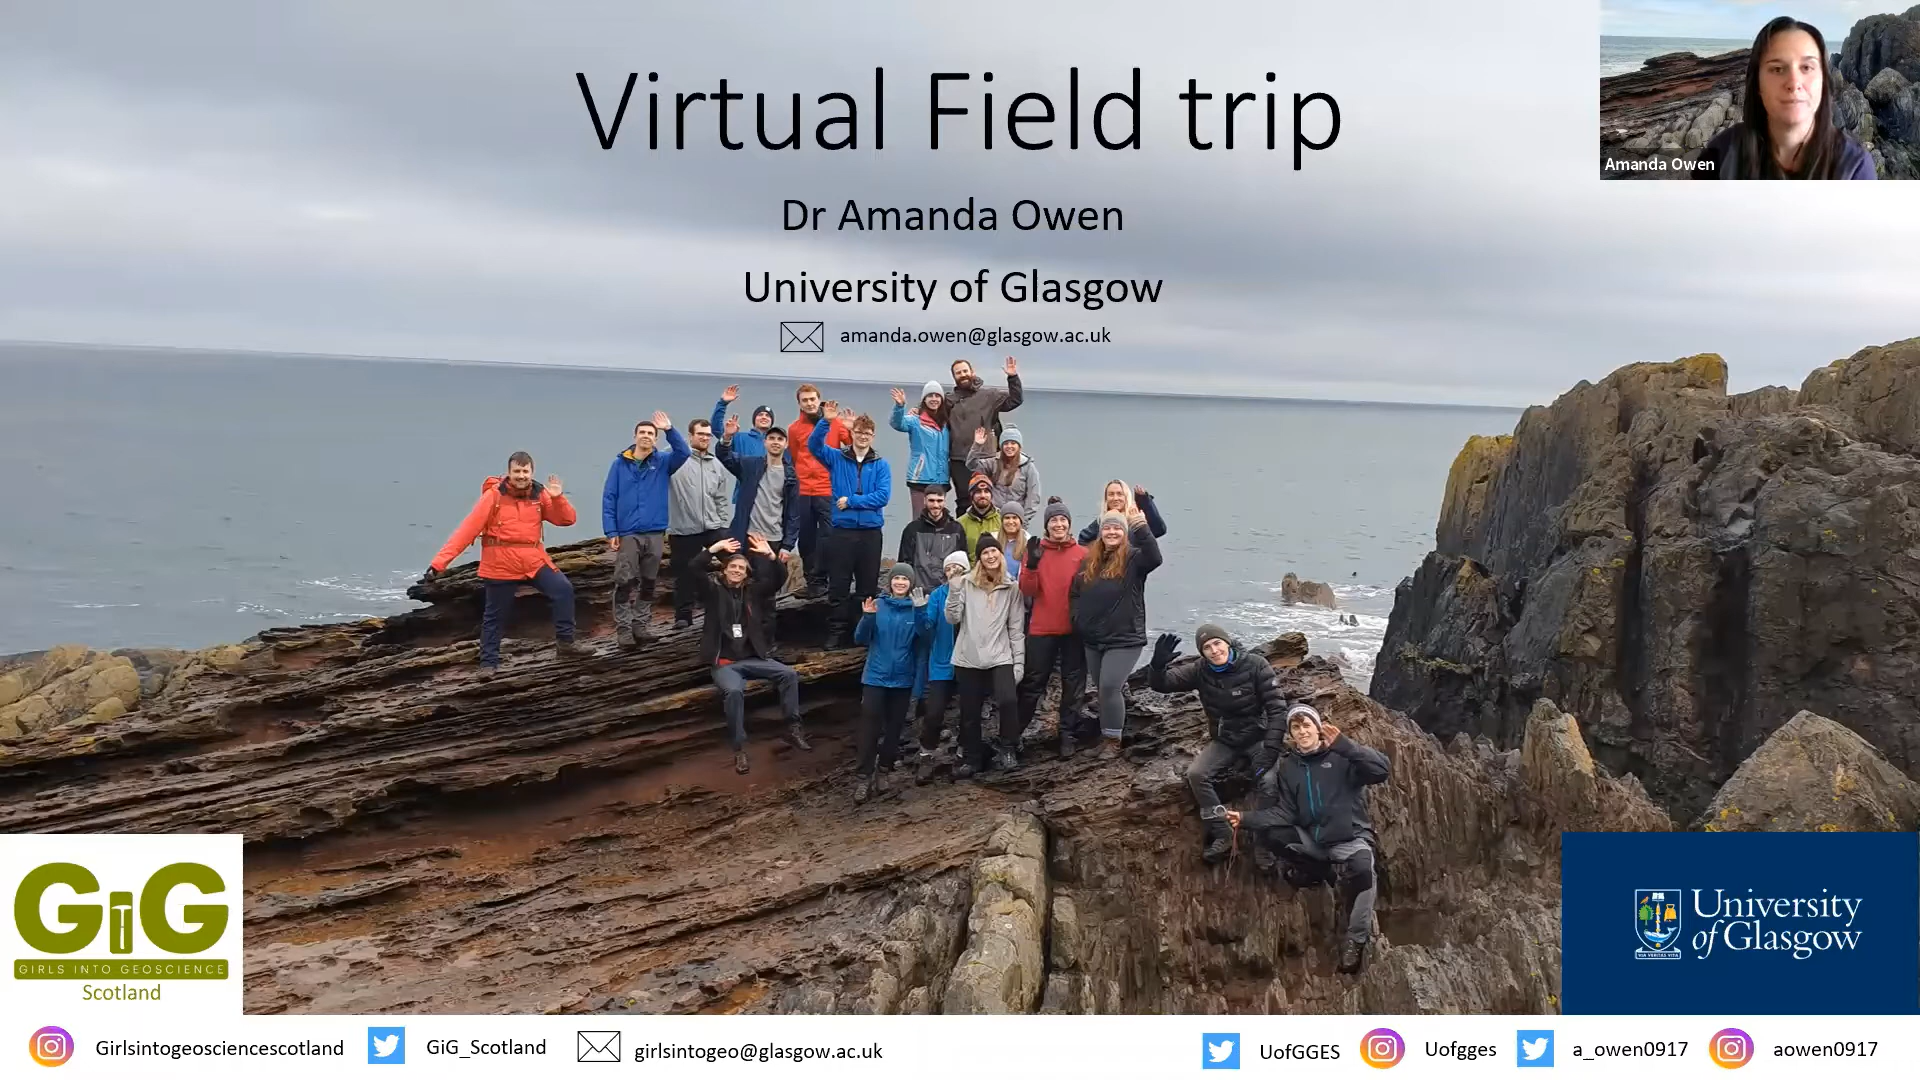 Virtual Field trip
Dr Amanda Owen
University of Glasgow
amanda.owen@glasgow.ac.uk
Amanda Owen
GiG
GIRLS INTO GEOSCIENCE
Scotland
University
of Glasgow
Girlsintogeosciencescotland
GiG_Scotland
girlsintogeo@glasgow.ac.uk
UofGGES
Uofgges
a_owen0917
aowen0917